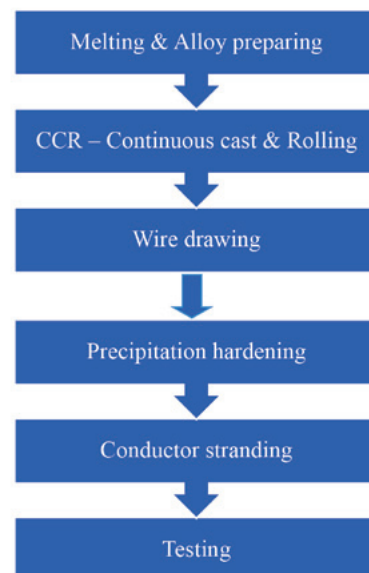 Melting & Alloy preparing
CCR – Continuous cast & Rolling
Wire drawing
Precipitation hardening
Conductor stranding
Testing